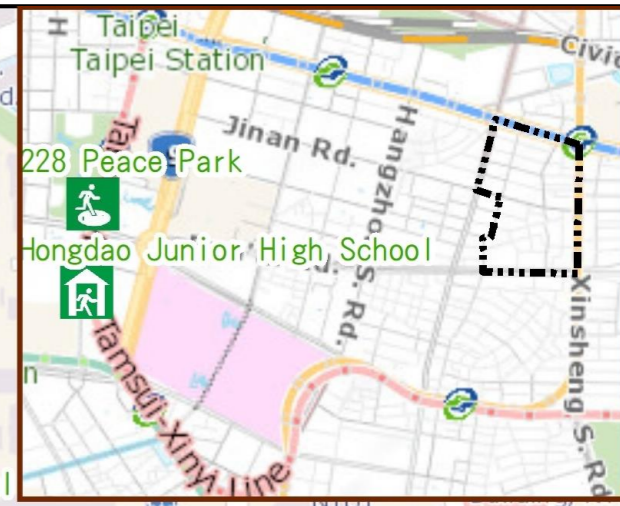 Taipei
Taipei Station
Civic
d.
Jinan Rd.
Hangzho
S. Rd.
228 Peace Park
Hongdao Junior High School
Xinsheng S. Rd
Tamsui-Xinyi Line
n
l